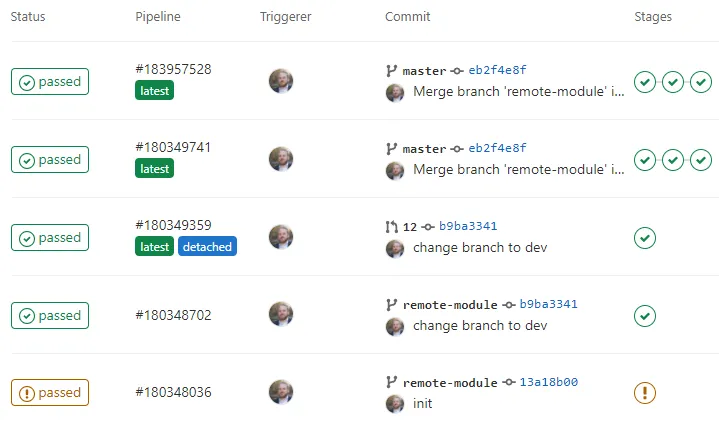 Status Pipeline Triggerer Commit Stages
passed #183957528 master eb2f4e8f
latest Merge branch 'remote-module' i...
passed #180349741 master eb2f4e8f
latest Merge branch 'remote-module' i...
passed #180349359 12 b9ba3341
latest detached change branch to dev
passed #180348702 remote-module b9ba3341
change branch to dev
passed #180348036 remote-module 13a18b00
init